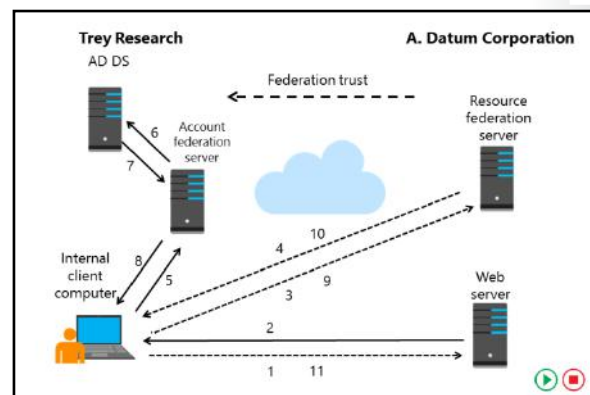 Trey Research
A. Datum Corporation
AD DS
Federation trust
Resource
federation
server
Account
federation
server
6
7
Internal
client
computer
8
5
4
10
3
9
Web
server
2
1
11